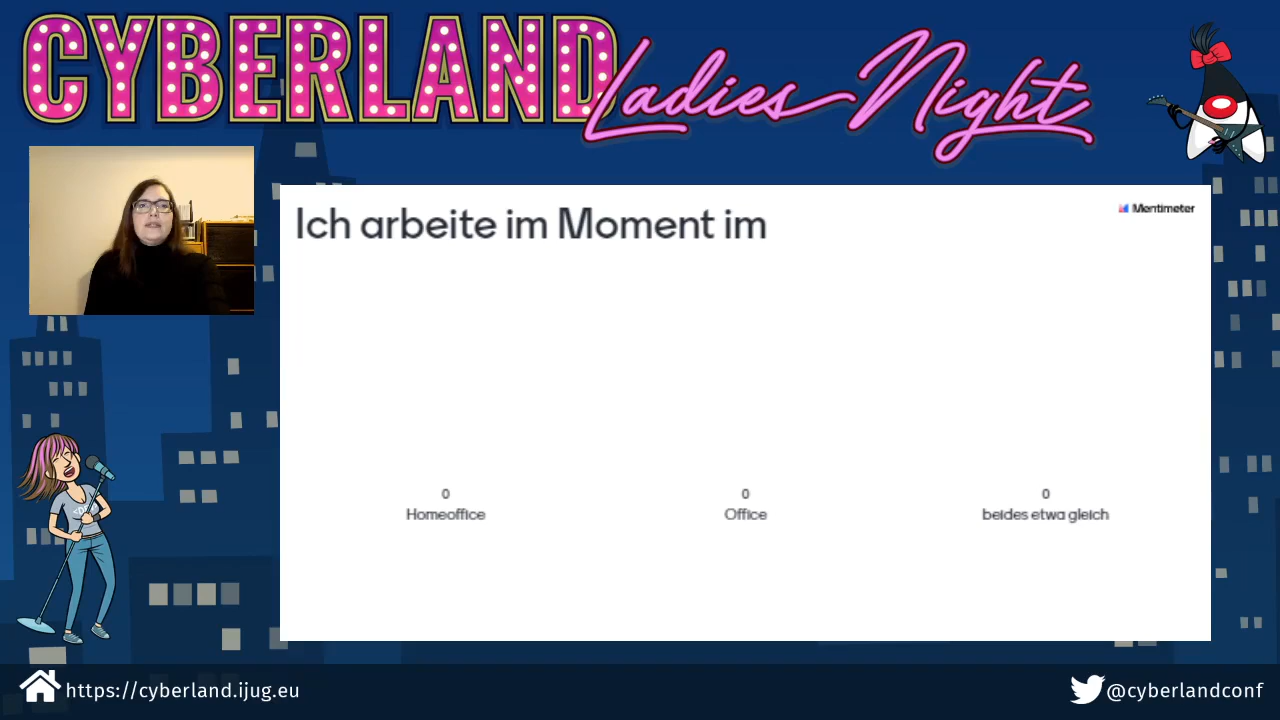 CYBERLAND Ladies Night
Ich arbeite im Moment im
Mentimeter
0
Homeoffice
0
Office
0
beides etwa gleich
https://cyberland.ijug.eu
@cyberlandconf